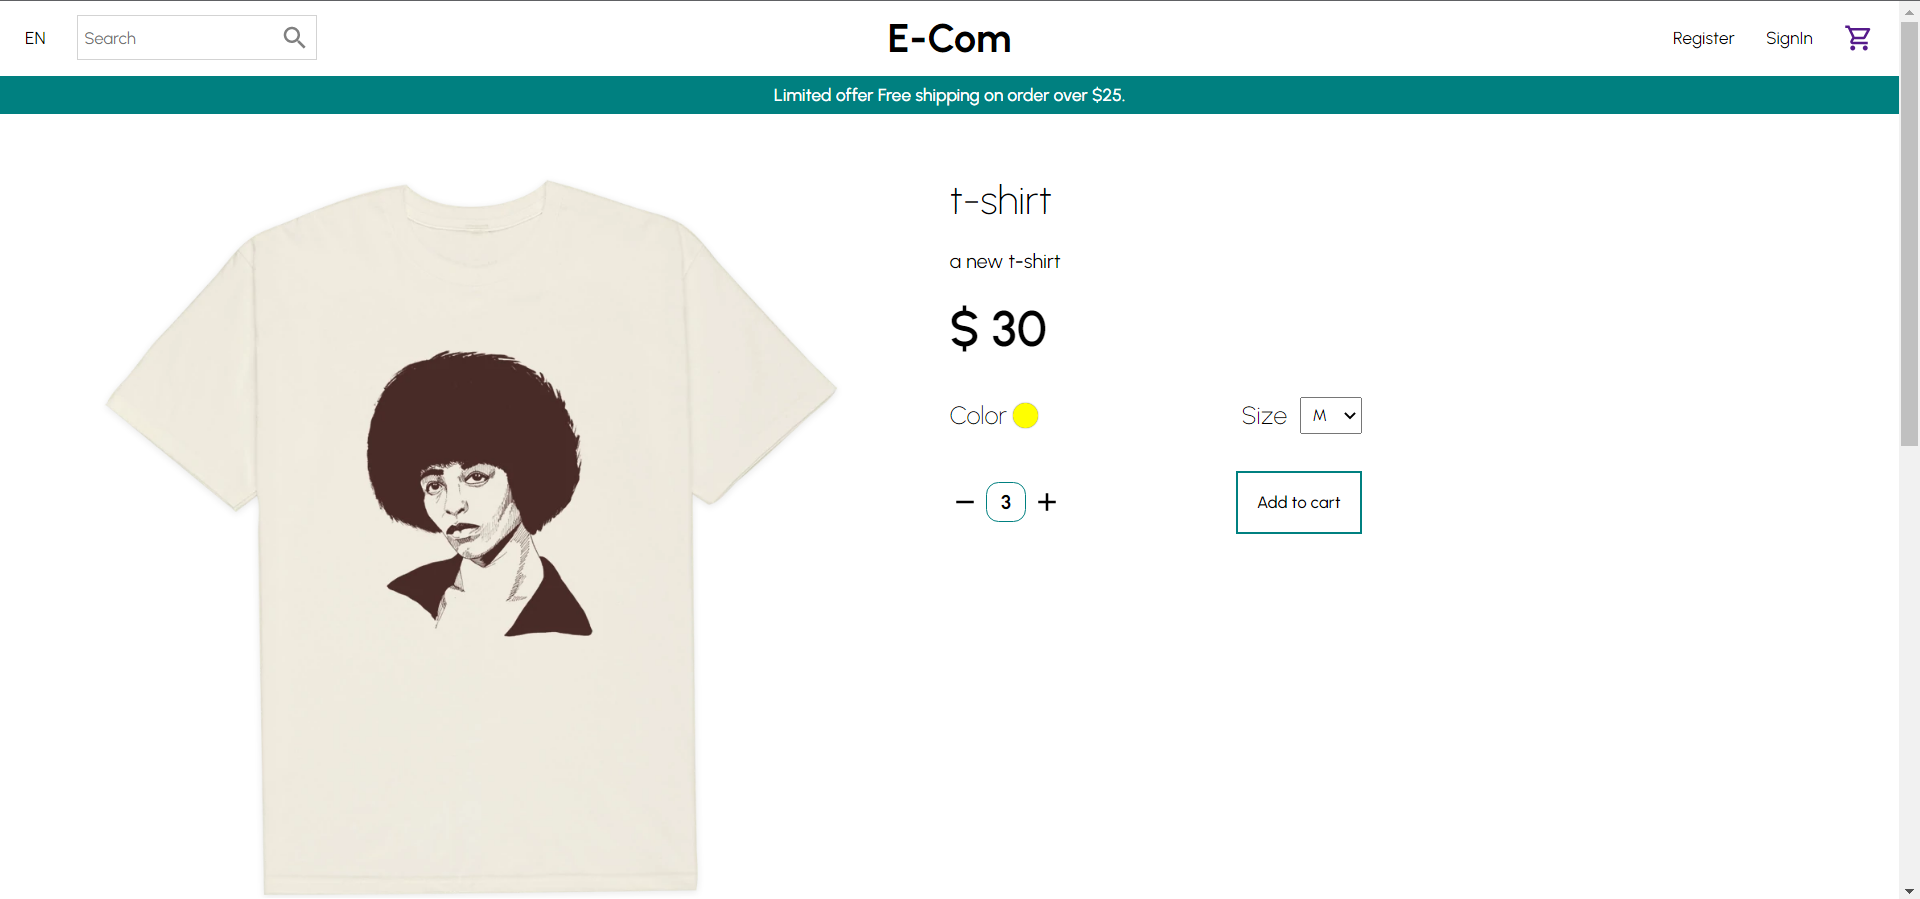 EN
Search
E-Com
Register
SignIn
Limited offer Free shipping on order over $25.
t-shirt
a new t-shirt
$ 30
Color
Size
M
3
Add to cart